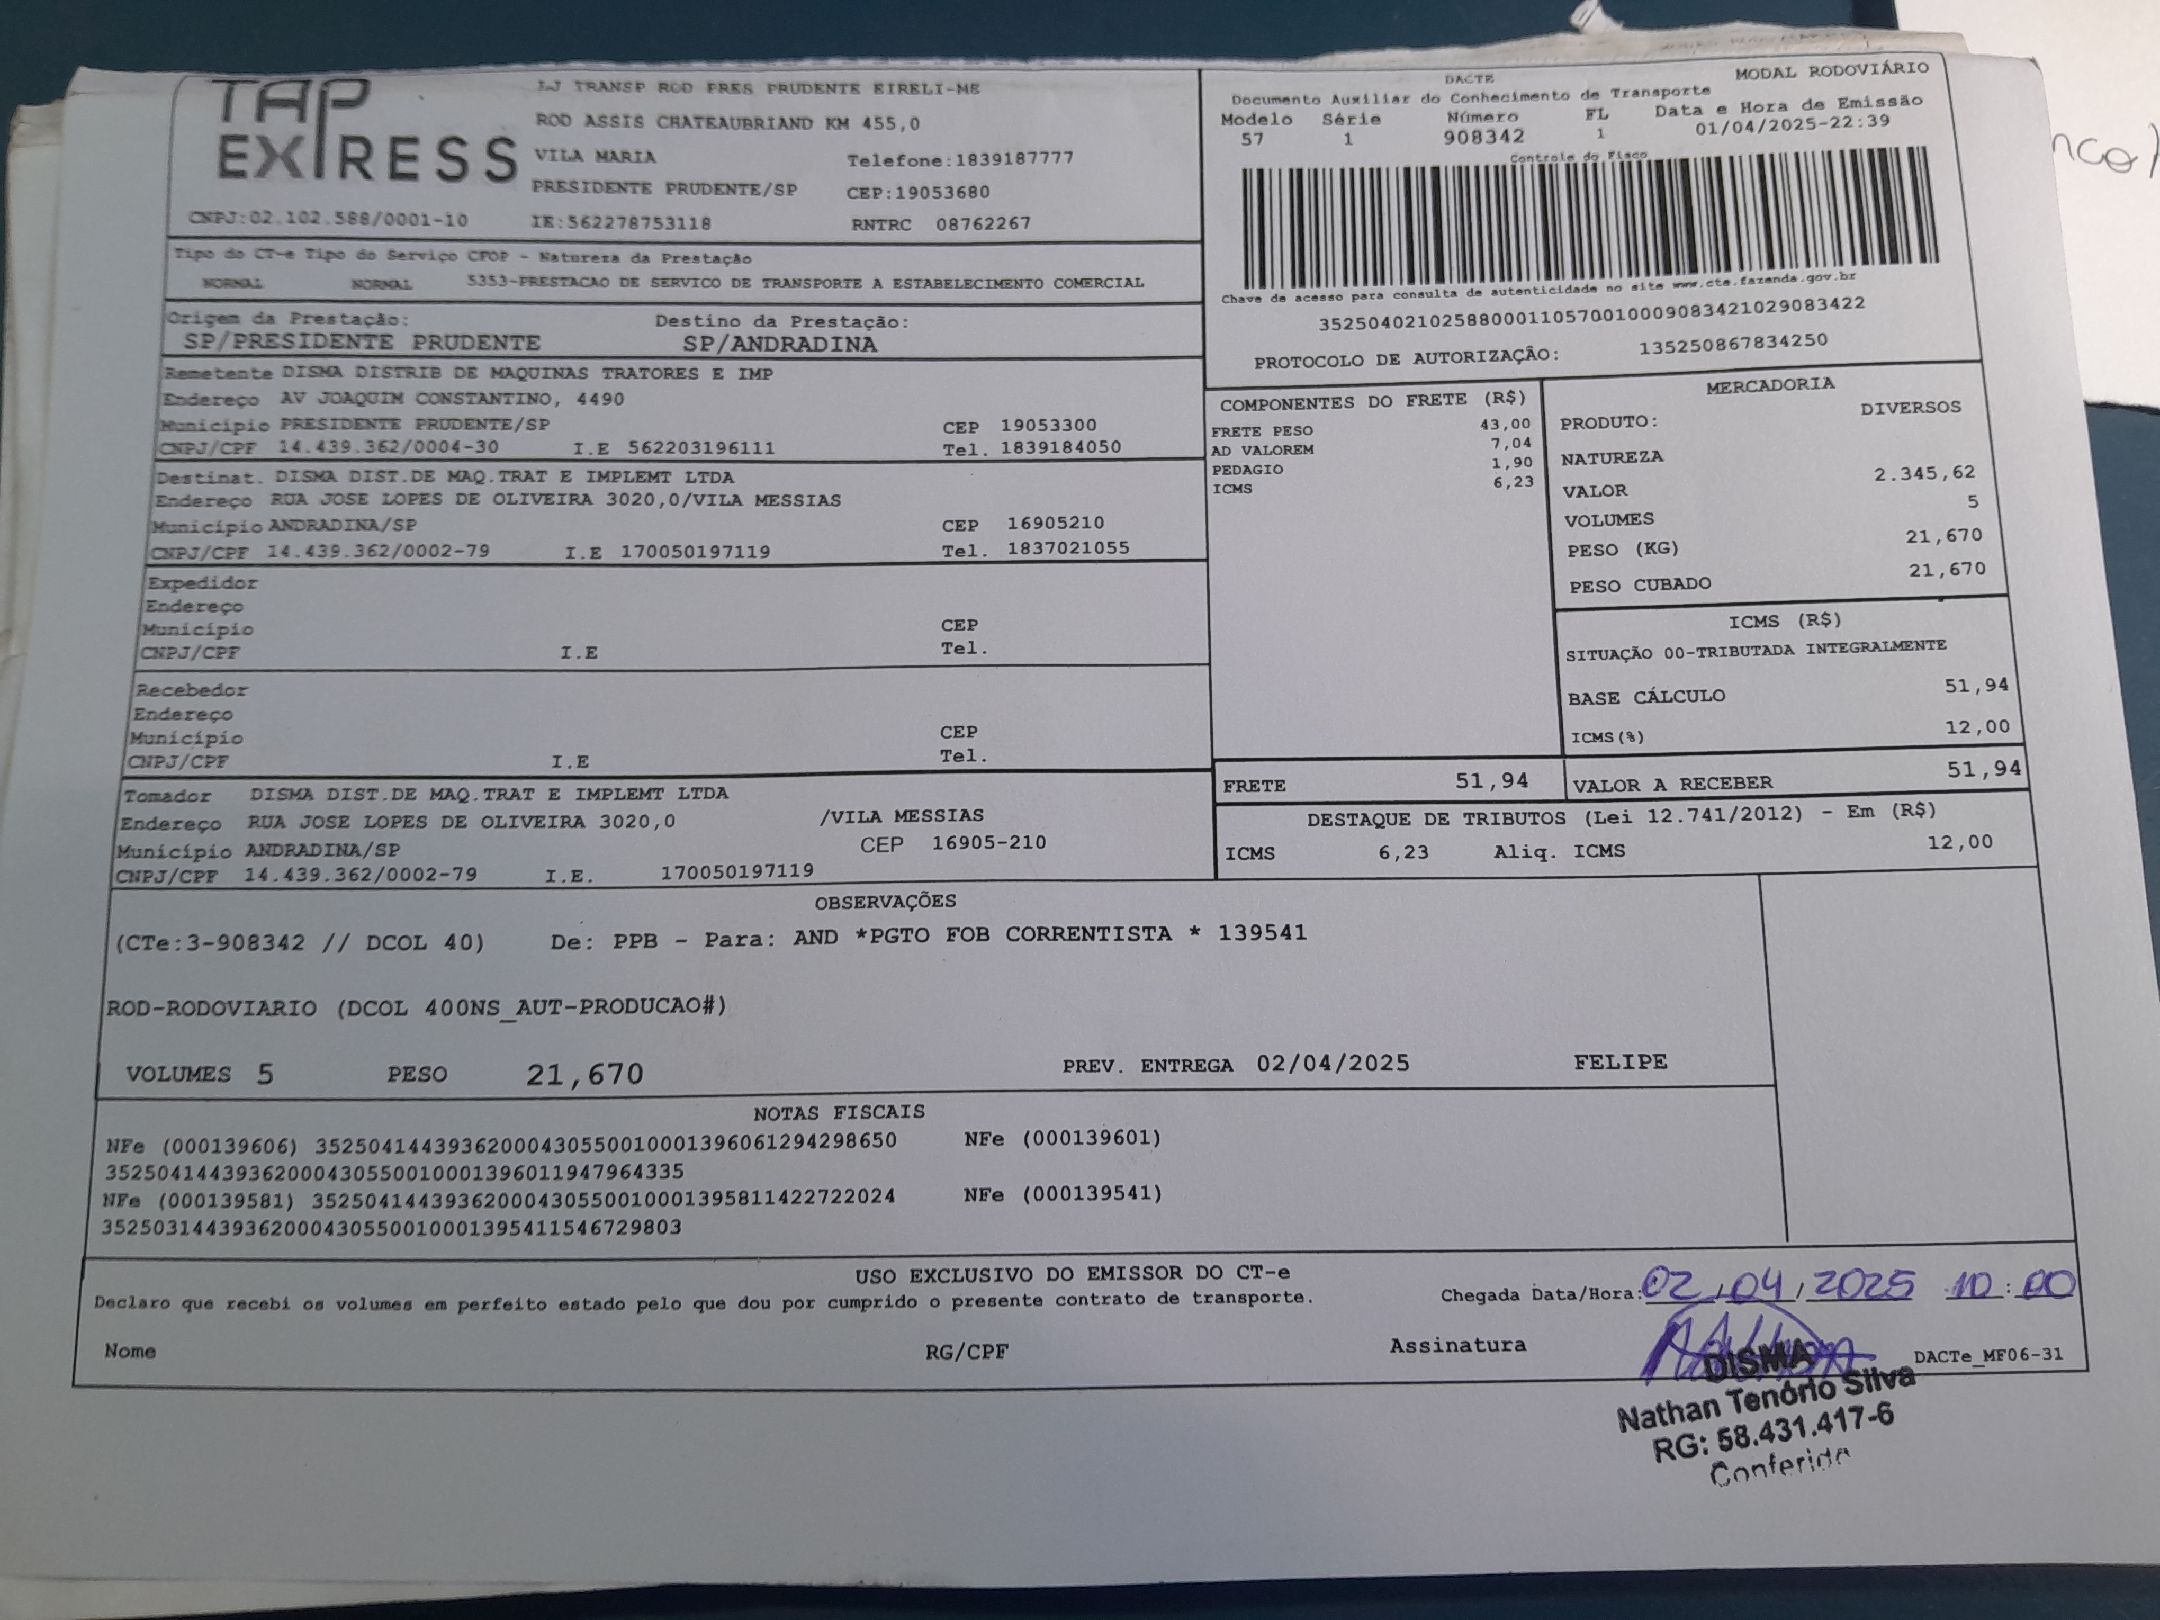 TAP
EXPRESS
CNPJ:02.102.588/0001-10
LJ TRANSP ROD PRES PRUDENTE EIRELI-ME
ROD ASSIS CHATEAUBRIAND KM 455,0
VILA MARIA Telefone:1839187777
PRESIDENTE PRUDENTE/SP CEP:19053680
IE:562278753118 RNTRC 08762267
DACTE MODAL RODOVIÁRIO
Documento Auxiliar do Conhecimento de Transporte
Modelo Série Número FL Data e Hora de Emissão
57 1 908342 1 01/04/2025-22:39
Controle do Fisco
Chave de acesso para consulta de autenticidade no site www.cte.fazenda.gov.br
35250402102588000110570010009083421029083422
PROTOCOLO DE AUTORIZAÇÃO: 135250867834250
Tipo do CT-e Tipo do Serviço CFOP - Natureza da Prestação
NORMAL NORMAL 5353-PRESTACAO DE SERVICO DE TRANSPORTE A ESTABELECIMENTO COMERCIAL
Origem da Prestação: Destino da Prestação:
SP/PRESIDENTE PRUDENTE SP/ANDRADINA
Remetente DISMA DISTRIB DE MAQUINAS TRATORES E IMP
Endereço AV JOAQUIM CONSTANTINO, 4490
Município PRESIDENTE PRUDENTE/SP CEP 19053300
CNPJ/CPF 14.439.362/0004-30 I.E 562203196111 Tel. 1839184050
Destinat. DISMA DIST.DE MAQ.TRAT E IMPLEMT LTDA
Endereço RUA JOSE LOPES DE OLIVEIRA 3020,0/VILA MESSIAS
Município ANDRADINA/SP CEP 16905210
CNPJ/CPF 14.439.362/0002-79 I.E 170050197119 Tel. 1837021055
Expedidor
Endereço
Município CEP
CNPJ/CPF I.E Tel.
Recebedor
Endereço
Município CEP
CNPJ/CPF I.E Tel.
Tomador DISMA DIST.DE MAQ.TRAT E IMPLEMT LTDA
Endereço RUA JOSE LOPES DE OLIVEIRA 3020,0 /VILA MESSIAS
Município ANDRADINA/SP CEP 16905-210
CNPJ/CPF 14.439.362/0002-79 I.E. 170050197119
COMPONENTES DO FRETE (R$)
FRETE PESO 43,00
AD VALOREM 7,04
PEDAGIO 1,90
ICMS 6,23
MERCADORIA
PRODUTO: DIVERSOS
NATUREZA
VALOR 2.345,62
VOLUMES 5
PESO (KG) 21,670
PESO CUBADO 21,670
ICMS (R$)
SITUAÇÃO 00-TRIBUTADA INTEGRALMENTE
BASE CÁLCULO 51,94
ICMS(%) 12,00
FRETE 51,94 VALOR A RECEBER 51,94
DESTAQUE DE TRIBUTOS (Lei 12.741/2012) - Em (R$)
ICMS 6,23 Aliq. ICMS 12,00
OBSERVAÇÕES
(CTe:3-908342 // DCOL 40) De: PPB - Para: AND *PGTO FOB CORRENTISTA * 139541
ROD-RODOVIARIO (DCOL 400NS_AUT-PRODUCAO#)
VOLUMES 5 PESO 21,670 PREV. ENTREGA 02/04/2025 FELIPE
NOTAS FISCAIS
NFe (000139606) 35250414439362000430550010001396061294298650 NFe (000139601)
35250414439362000430550010001396011947964335
NFe (000139581) 35250414439362000430550010001395811422722024 NFe (000139541)
35250314439362000430550010001395411546729803
USO EXCLUSIVO DO EMISSOR DO CT-e
Declaro que recebi os volumes em perfeito estado pelo que dou por cumprido o presente contrato de transporte. Chegada Data/Hora: 02/04/2025 10:00
Nome RG/CPF Assinatura DACTe_MF06-31
DISMA
Nathan Tenório Silva
RG: 58.431.417-6
Conferido